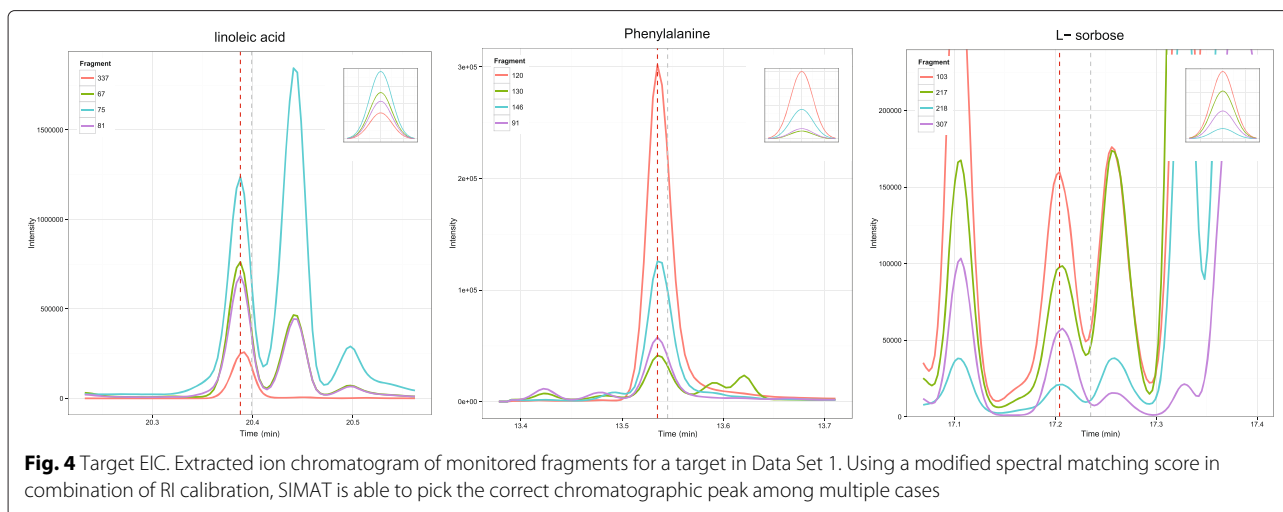 linoleic acid
Fragment
337
67
75
81
1500000
1000000
500000
0
Intensity
20.3
20.4
20.5
Time (min)
Phenylalanine
Fragment
120
130
146
91
3e+05
2e+05
1e+05
0e+00
Intensity
13.4
13.5
13.6
13.7
Time (min)
L− sorbose
Fragment
103
217
218
307
200000
150000
100000
50000
0
Intensity
17.1
17.2
17.3
17.4
Time (min)
Fig. 4 Target EIC. Extracted ion chromatogram of monitored fragments for a target in Data Set 1. Using a modified spectral matching score in
combination of RI calibration, SIMAT is able to pick the correct chromatographic peak among multiple cases